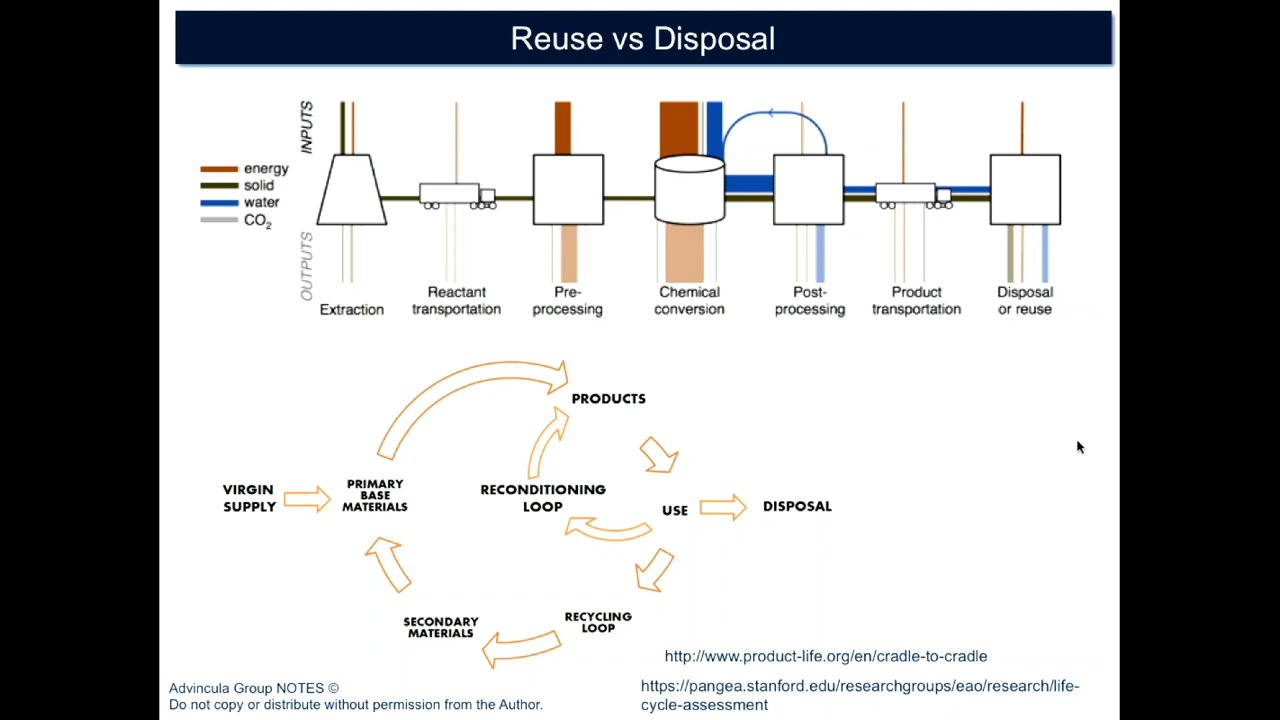 Reuse vs Disposal
INPUTS
energy
solid
water
CO2
OUTPUTS
Extraction
Reactant
transportation
Pre-
processing
Chemical
conversion
Post-
processing
Product
transportation
Disposal
or reuse
PRODUCTS
VIRGIN
SUPPLY
PRIMARY
BASE
MATERIALS
RECONDITIONING
LOOP
USE
DISPOSAL
SECONDARY
MATERIALS
RECYCLING
LOOP
http://www.product-life.org/en/cradle-to-cradle
https://pangea.stanford.edu/researchgroups/eao/research/life-
cycle-assessment
Advincula Group NOTES ©
Do not copy or distribute without permission from the Author.